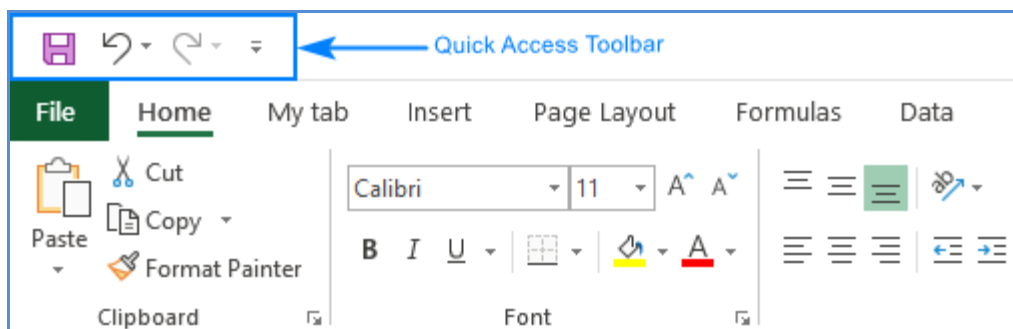 Quick Access Toolbar
File Home My tab Insert Page Layout Formulas Data
Cut
Calibri 11 A A ab
Copy
Paste
B I U A
Format Painter
Clipboard Font